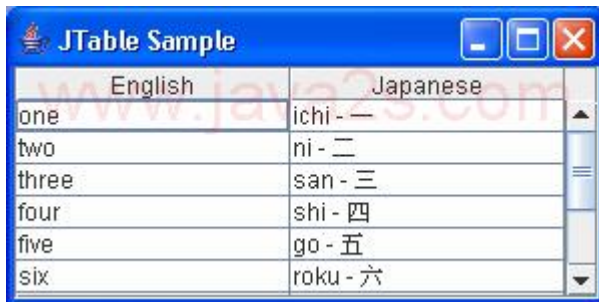 JTable Sample
English Japanese
www.java2s.com
one ichi - 一
two ni - 二
three san - 三
four shi - 四
five go - 五
six roku - 六